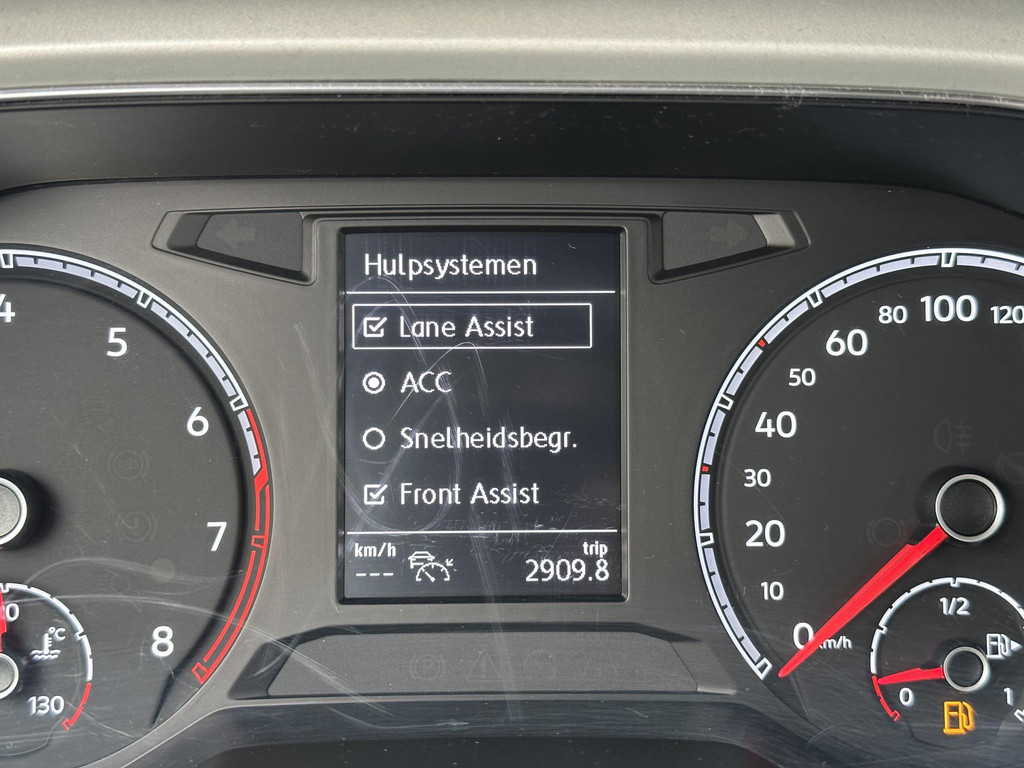 Hulpsystemen
Lane Assist
ACC
Snelheidsbegr.
Front Assist
km/h
trip
---
2909.8
4
5
6
7
8
°C
130
0
10
20
30
40
50
60
80
100
120
km/h
1/2
0
1